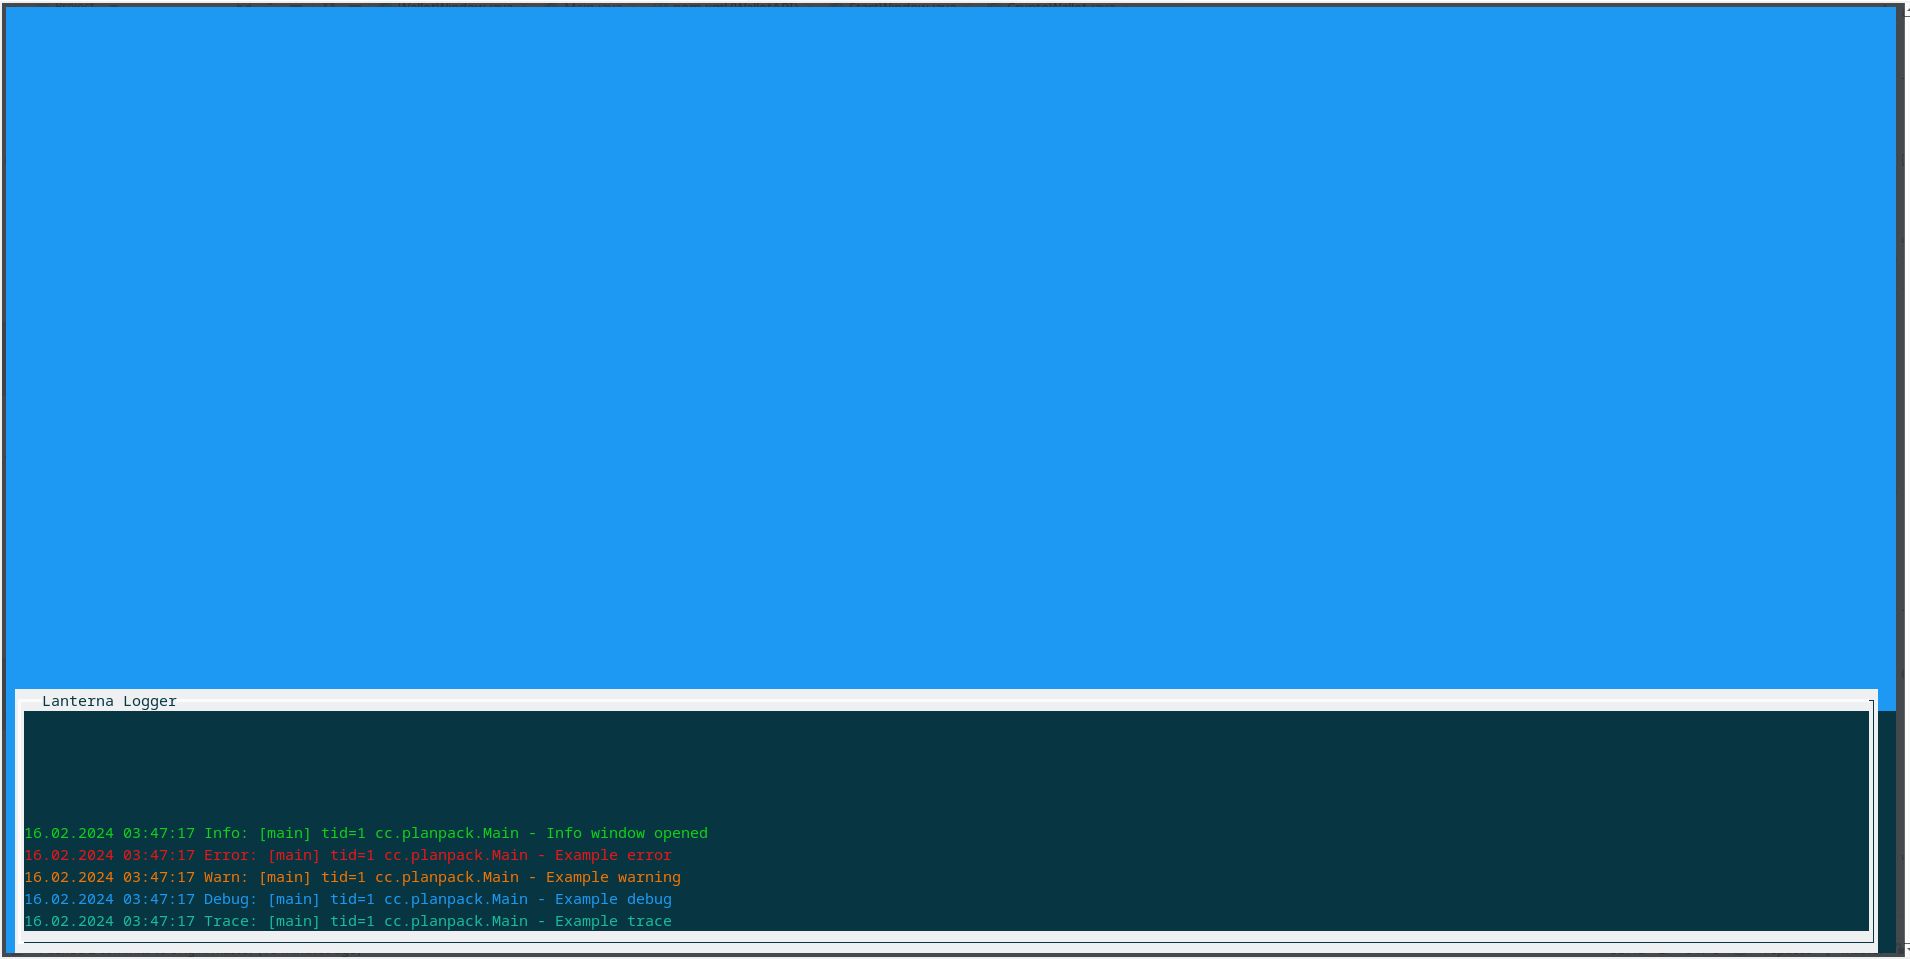 Lanterna Logger
16.02.2024 03:47:17 Info: [main] tid=1 cc.planpack.Main - Info window opened
16.02.2024 03:47:17 Error: [main] tid=1 cc.planpack.Main - Example error
16.02.2024 03:47:17 Warn: [main] tid=1 cc.planpack.Main - Example warning
16.02.2024 03:47:17 Debug: [main] tid=1 cc.planpack.Main - Example debug
16.02.2024 03:47:17 Trace: [main] tid=1 cc.planpack.Main - Example trace